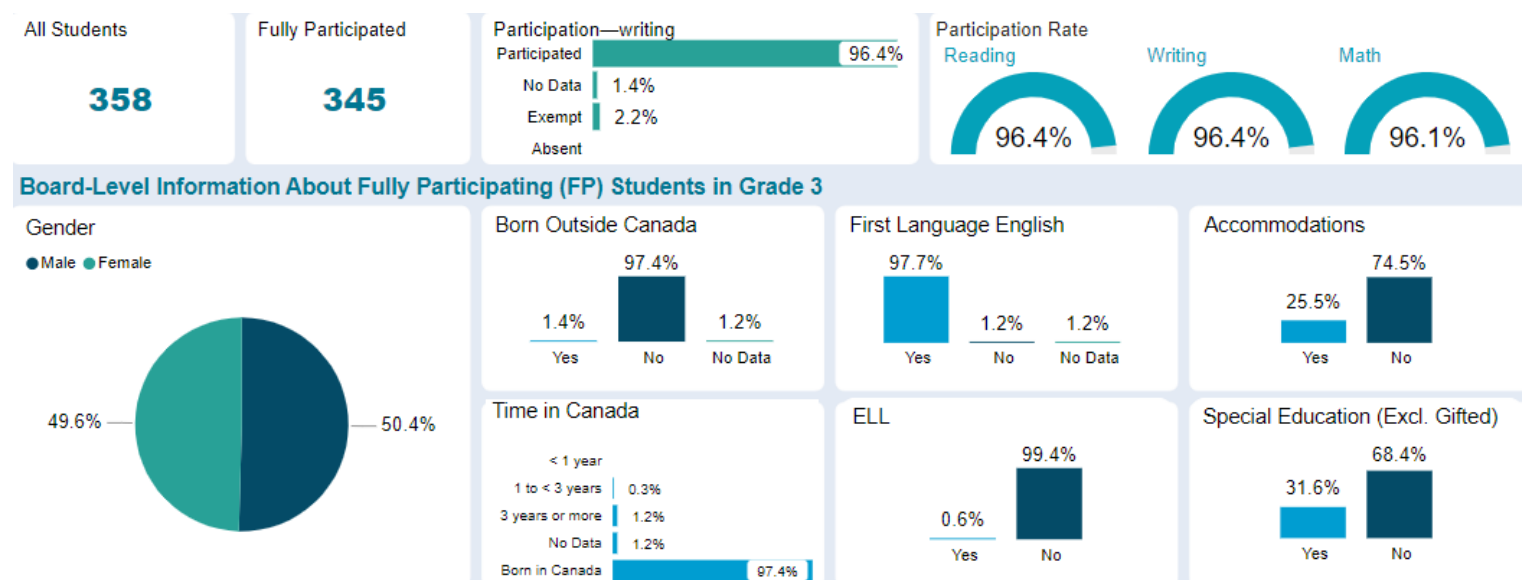 All Students
358
Fully Participated
345
Participation—writing
Participated 96.4%
No Data 1.4%
Exempt 2.2%
Absent
Participation Rate
Reading
96.4%
Writing
96.4%
Math
96.1%
Board-Level Information About Fully Participating (FP) Students in Grade 3
Gender
Male Female
49.6%
50.4%
Born Outside Canada
97.4%
1.4% 1.2%
Yes No No Data
First Language English
97.7%
1.2% 1.2%
Yes No No Data
Accommodations
74.5%
25.5%
Yes No
Time in Canada
< 1 year
1 to < 3 years 0.3%
3 years or more 1.2%
No Data 1.2%
Born in Canada 97.4%
ELL
99.4%
0.6%
Yes No
Special Education (Excl. Gifted)
68.4%
31.6%
Yes No